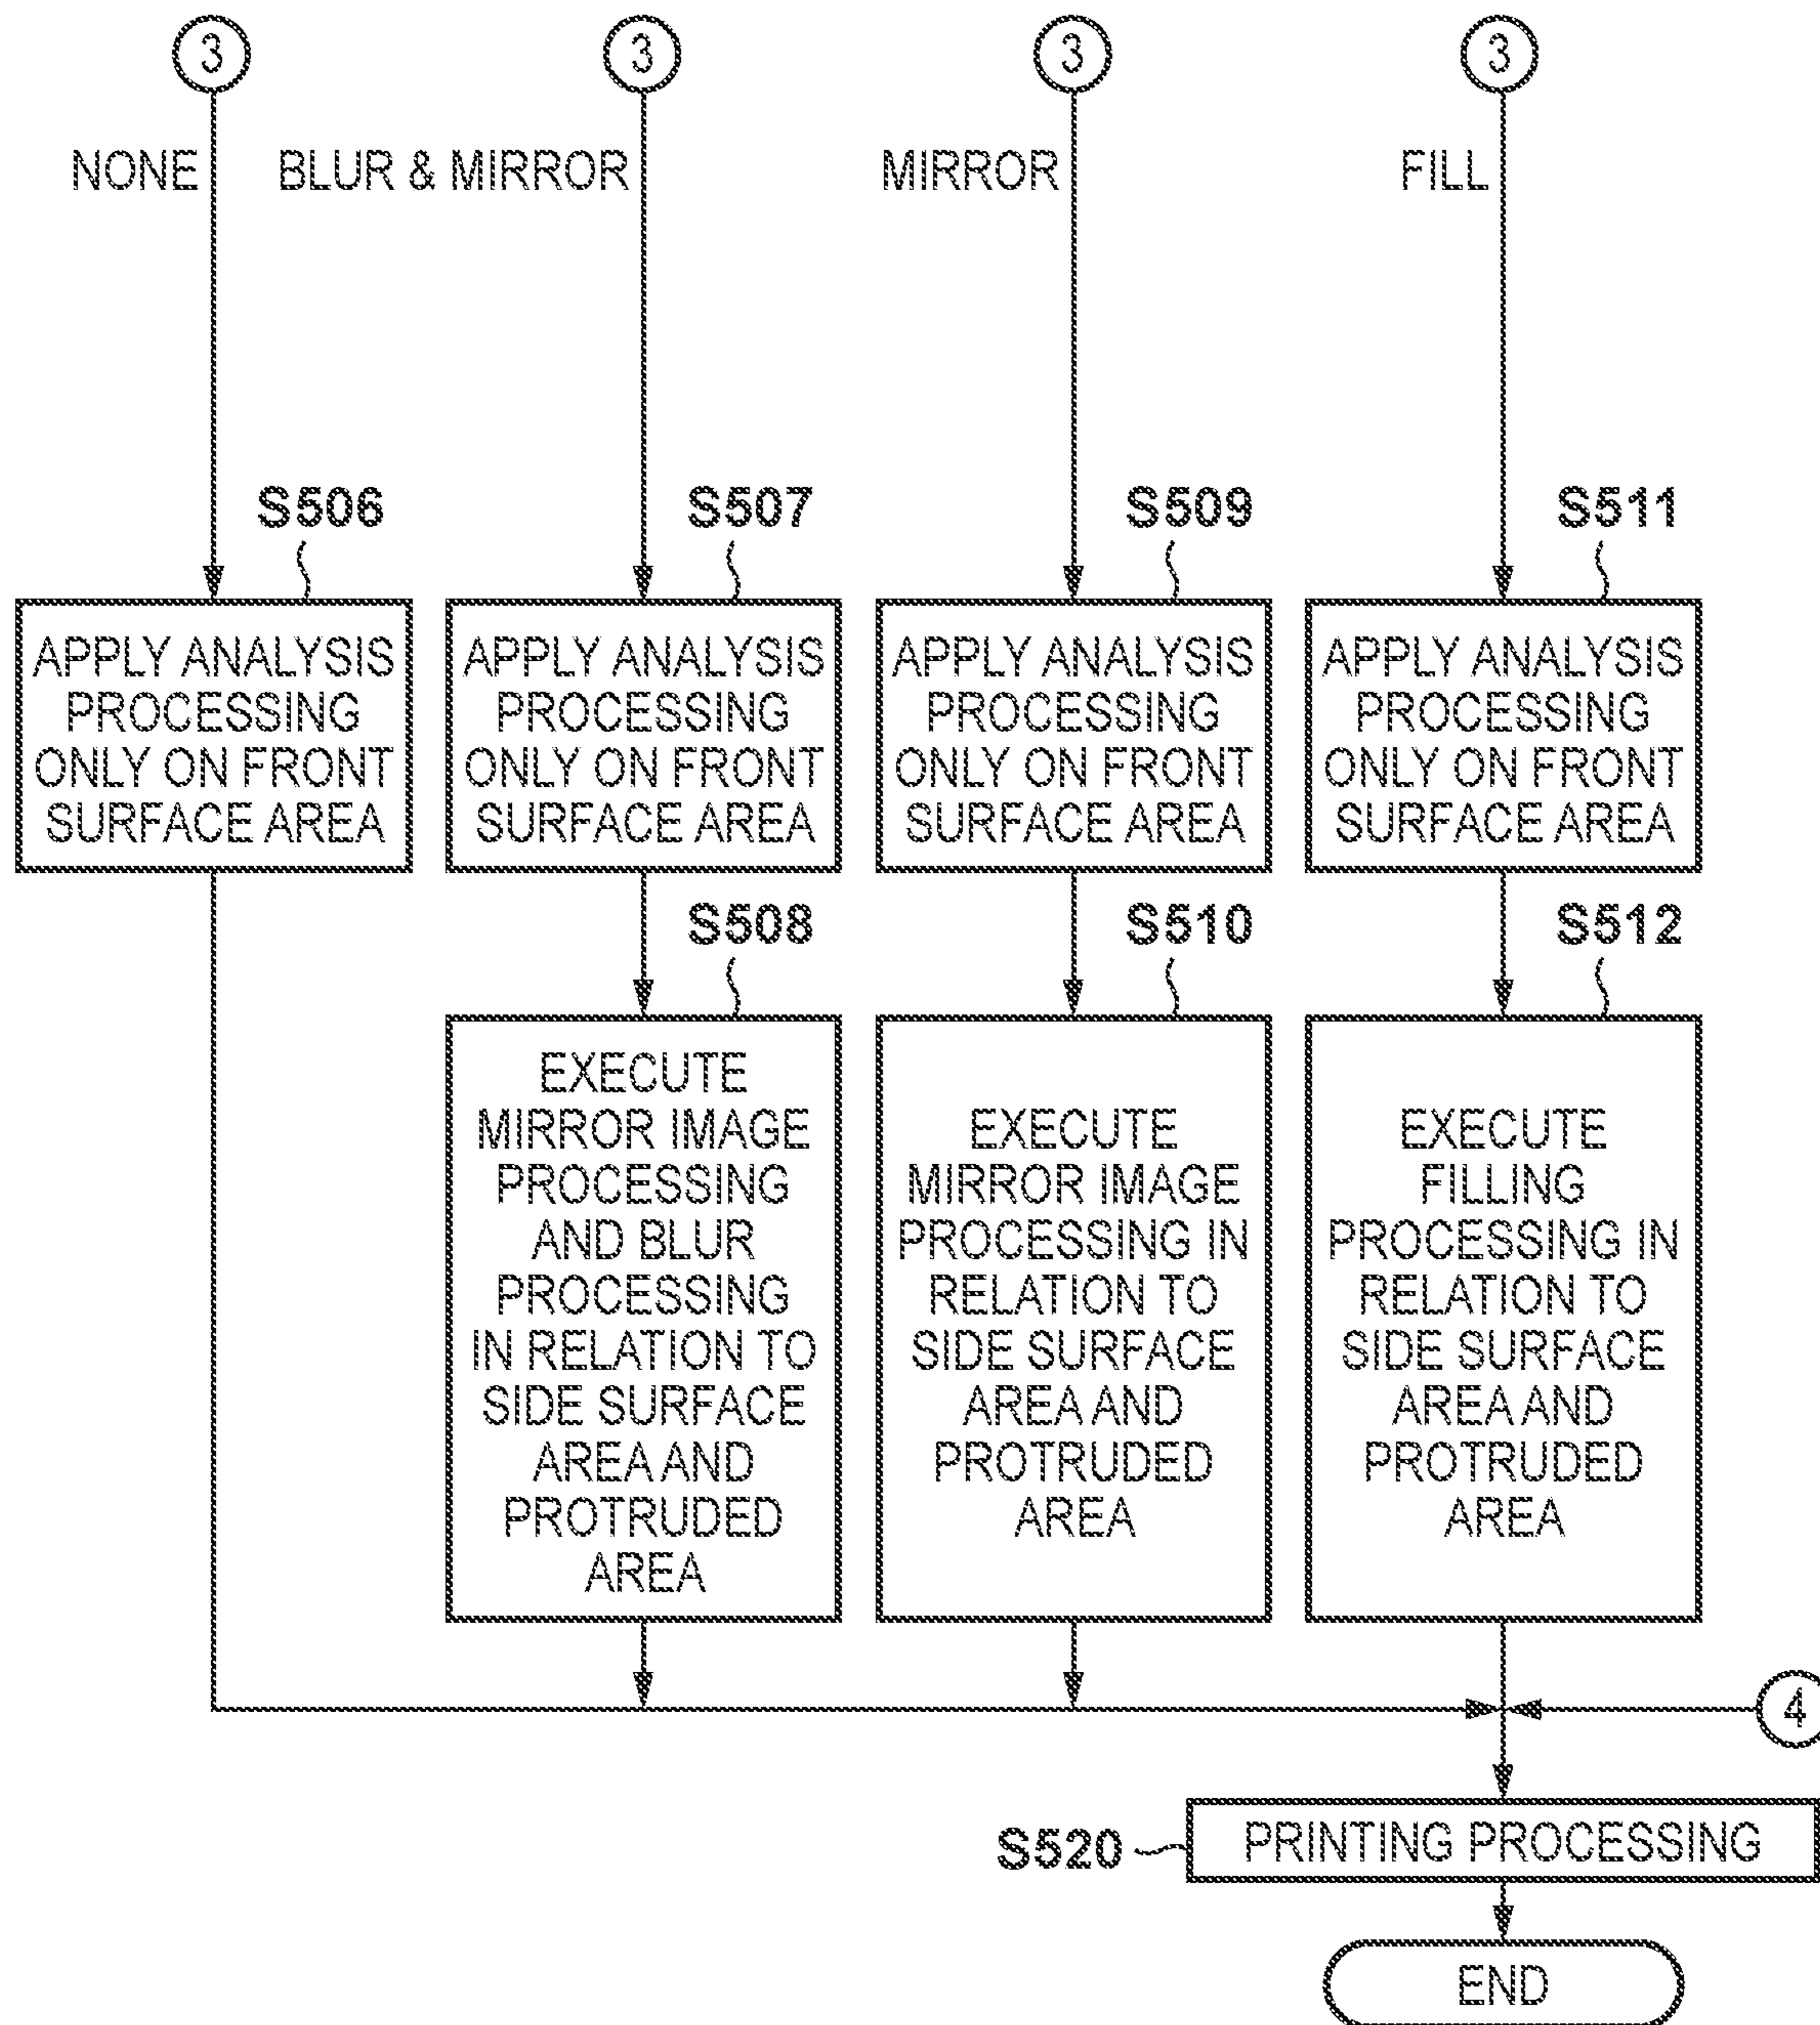 3
3
3
3
NONE
BLUR & MIRROR
MIRROR
FILL
S506
S507
S509
S511
APPLY ANALYSIS
PROCESSING
ONLY ON FRONT
SURFACE AREA
APPLY ANALYSIS
PROCESSING
ONLY ON FRONT
SURFACE AREA
APPLY ANALYSIS
PROCESSING
ONLY ON FRONT
SURFACE AREA
APPLY ANALYSIS
PROCESSING
ONLY ON FRONT
SURFACE AREA
S508
S510
S512
EXECUTE
MIRROR IMAGE
PROCESSING
AND BLUR
PROCESSING
IN RELATION TO
SIDE SURFACE
AREA AND
PROTRUDED
AREA
EXECUTE
MIRROR IMAGE
PROCESSING IN
RELATION TO
SIDE SURFACE
AREA AND
PROTRUDED
AREA
EXECUTE
FILLING
PROCESSING IN
RELATION TO
SIDE SURFACE
AREA AND
PROTRUDED
AREA
4
S520
PRINTING PROCESSING
END